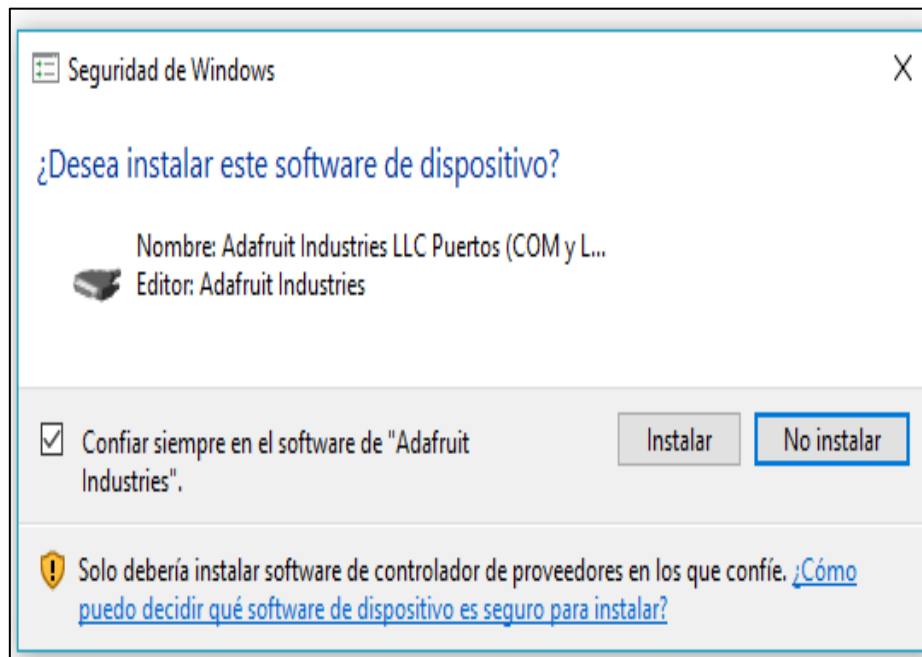 Seguridad de Windows
¿Desea instalar este software de dispositivo?
Nombre: Adafruit Industries LLC Puertos (COM y L...
Editor: Adafruit Industries
Confiar siempre en el software de "Adafruit
Industries".
Instalar
No instalar
Solo debería instalar software de controlador de proveedores en los que confíe. ¿Cómo
puedo decidir qué software de dispositivo es seguro para instalar?